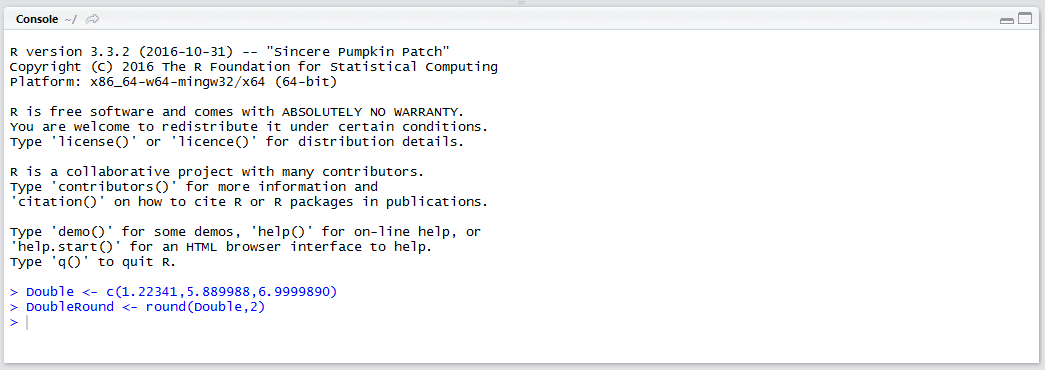 Console ~/
R version 3.3.2 (2016-10-31) -- "Sincere Pumpkin Patch"
Copyright (C) 2016 The R Foundation for Statistical Computing
Platform: x86_64-w64-mingw32/x64 (64-bit)
R is free software and comes with ABSOLUTELY NO WARRANTY.
You are welcome to redistribute it under certain conditions.
Type 'license()' or 'licence()' for distribution details.
R is a collaborative project with many contributors.
Type 'contributors()' for more information and
'citation()' on how to cite R or R packages in publications.
Type 'demo()' for some demos, 'help()' for on-line help, or
'help.start()' for an HTML browser interface to help.
Type 'q()' to quit R.
> Double <- c(1.22341,5.889988,6.9999890)
> DoubleRound <- round(Double,2)
>